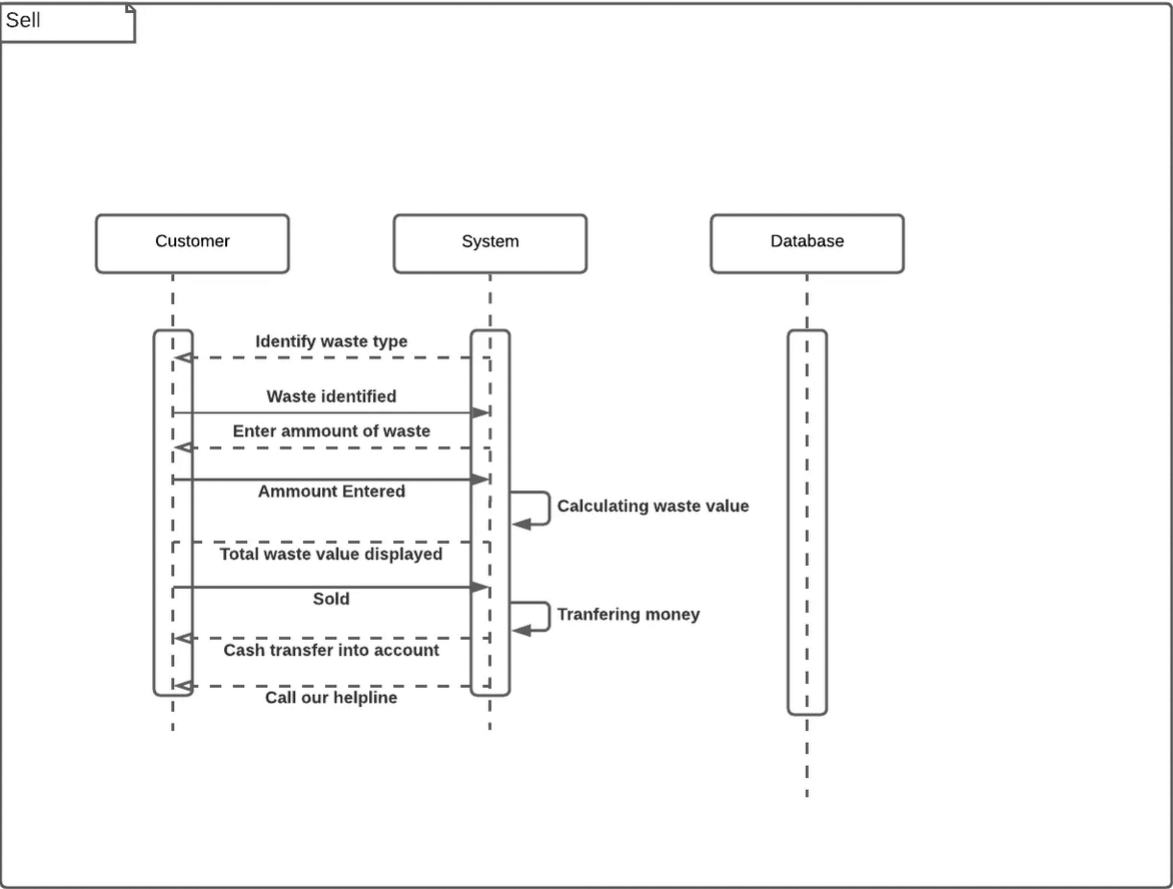 Sell
Customer
System
Database
Identify waste type
Waste identified
Enter ammount of waste
Ammount Entered
Calculating waste value
Total waste value displayed
Sold
Tranfering money
Cash transfer into account
Call our helpline